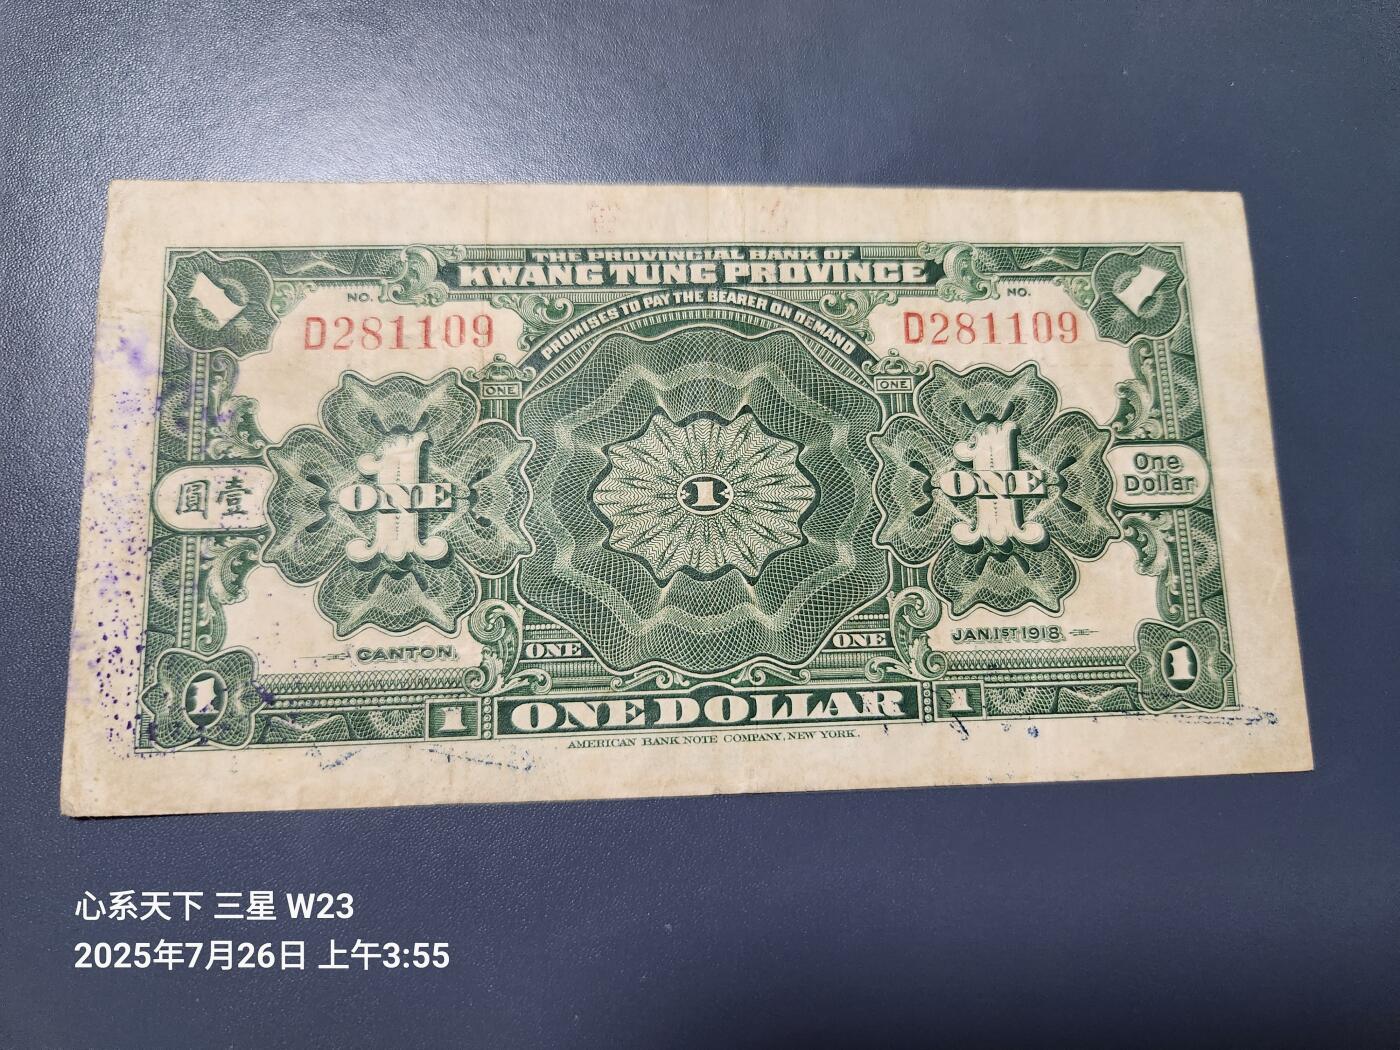 THE PROVINCIAL BANK OF
KWANG TUNG PROVINCE
PROMISES TO PAY THE BEARER ON DEMAND
1
1
NO.
NO.
D281109
D281109
ONE
ONE
1
ONE
1
1
ONE
圓壹
One
Dollar
CANTON,
JAN.1ST 1918.
ONE
ONE
1
1
1
ONE DOLLAR
1
AMERICAN BANK NOTE COMPANY, NEW YORK.
心系天下 三星 W23
2025年7月26日 上午3:55